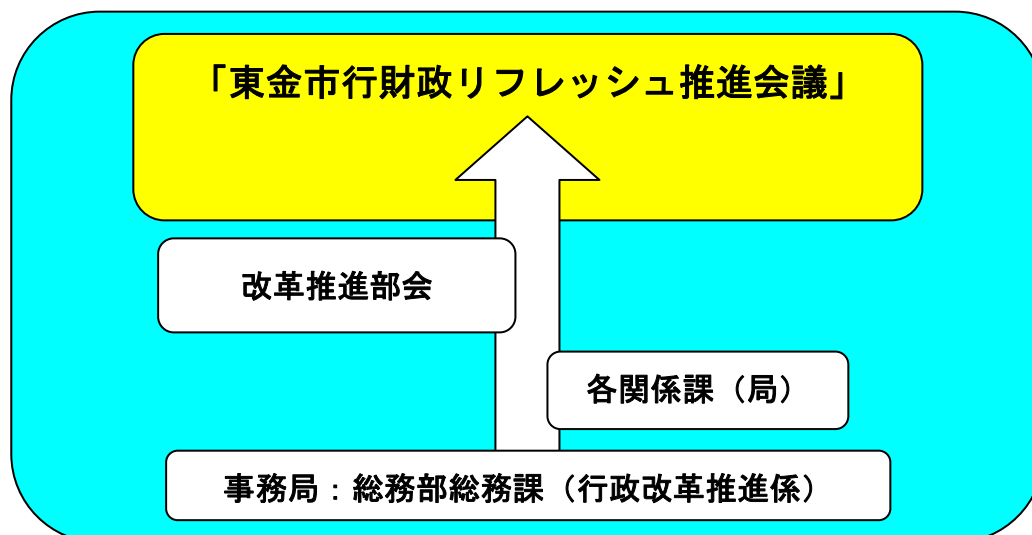 「東金市行財政リフレッシュ推進会議」
改革推進部会
各関係課（局）
事務局：総務部総務課（行政改革推進係）